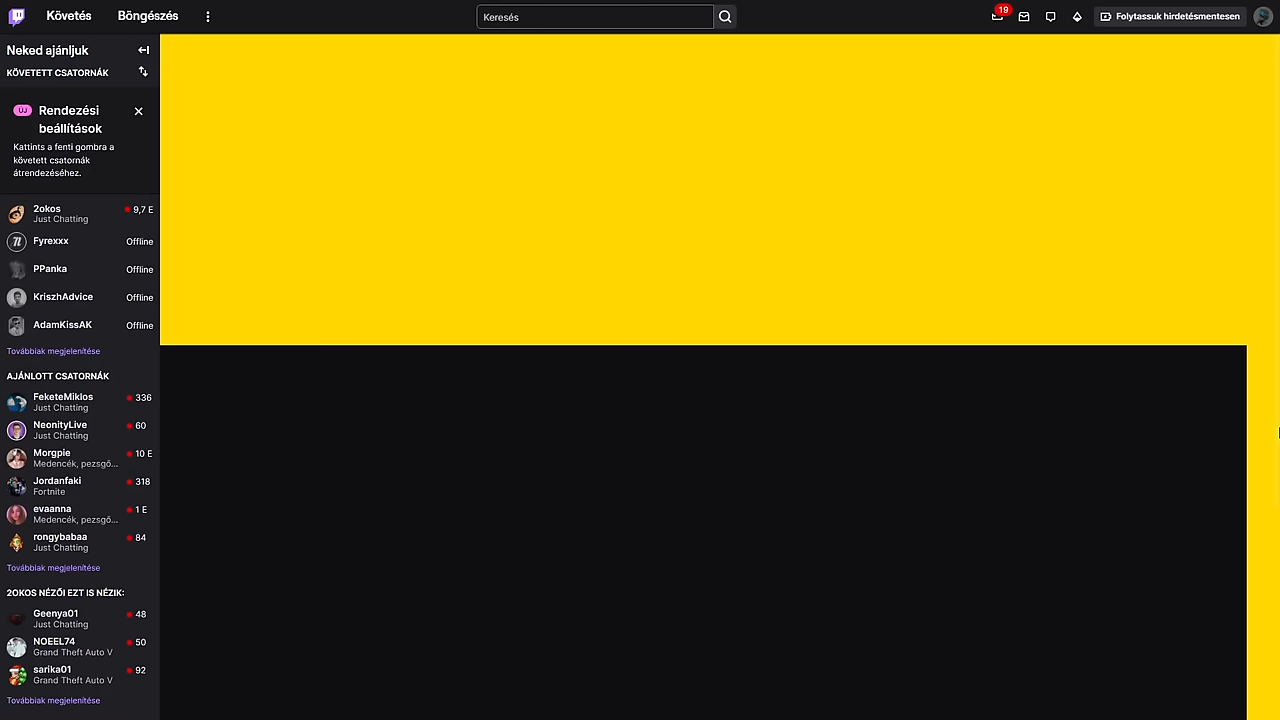 Követés
Böngészés
Keresés
19
Folytassuk hirdetésmentesen
Neked ajánljuk
KÖVETETT CSATORNÁK
ÚJ
Rendezési
beállítások
Kattints a fenti gombra a
követett csatornák
átrendezéséhez.
2okos 9,7 E
Just Chatting
Fyrexxx Offline
PPanka Offline
KriszhAdvice Offline
AdamKissAK Offline
Továbbiak megjelenítése
AJÁNLOTT CSATORNÁK
FeketeMiklos 336
Just Chatting
NeonityLive 60
Just Chatting
Morgpie 10 E
Medencék, pezsgő...
Jordanfaki 318
Fortnite
evaanna 1 E
Medencék, pezsgő...
rongybabaa 84
Just Chatting
Továbbiak megjelenítése
2OKOS NÉZŐI EZT IS NÉZIK:
Geenya01 48
Just Chatting
NOEEL74 50
Grand Theft Auto V
sarika01 92
Grand Theft Auto V
Továbbiak megjelenítése